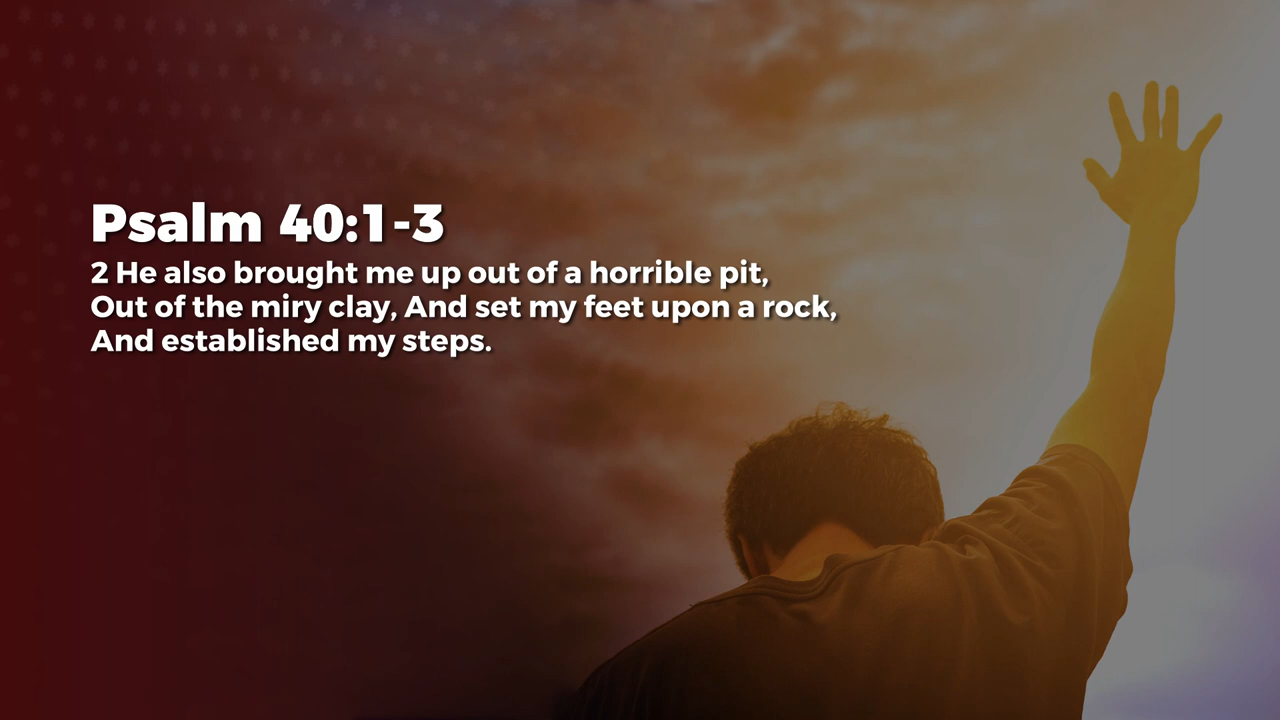 Psalm 40:1-3
2 He also brought me up out of a horrible pit,
Out of the miry clay, And set my feet upon a rock,
And established my steps.